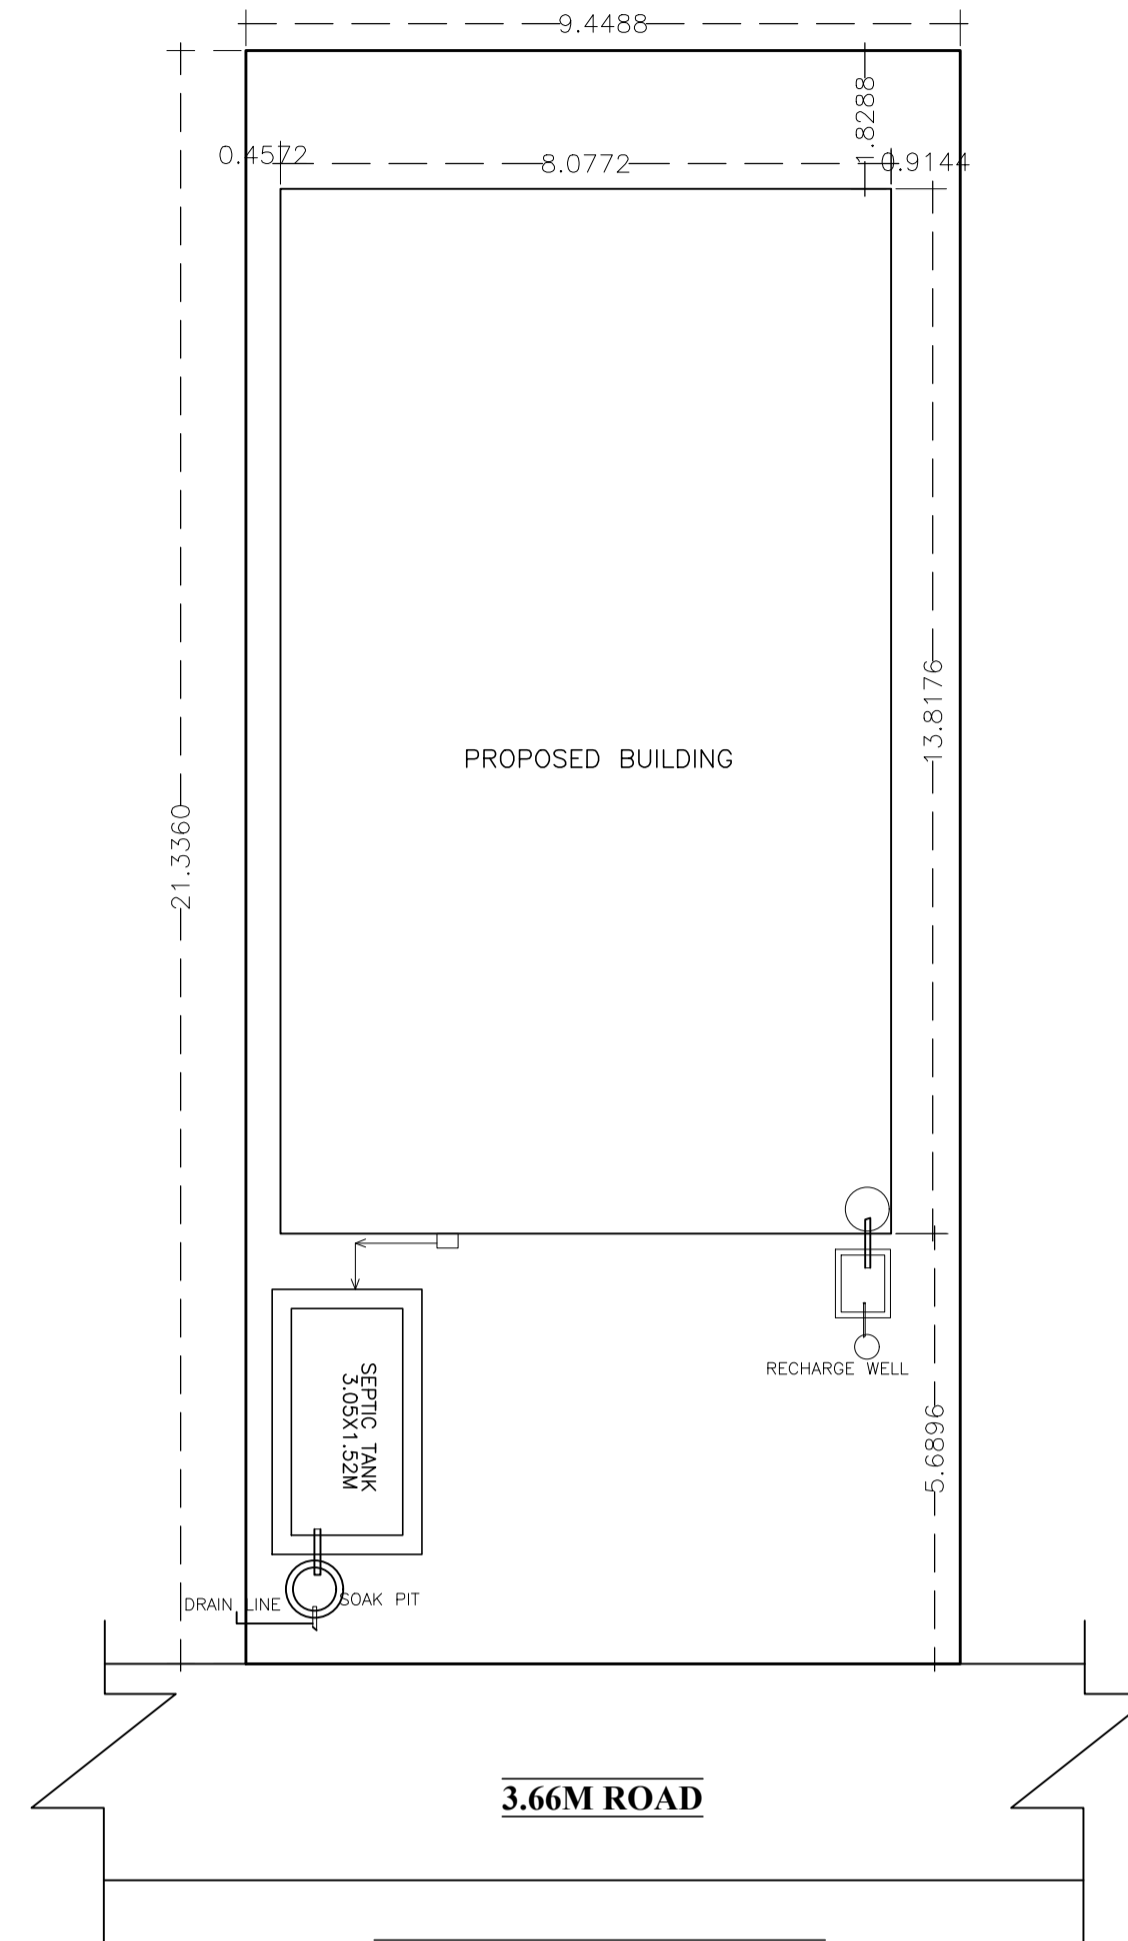 9.4488
1.8288
0.4572
8.0772
0.9144
13.8176
PROPOSED BUILDING
21.3360
RECHARGE WELL
SEPTIC TANK
3.05X1.52M
5.6896
DRAIN LINE
SOAK PIT
3.66M ROAD